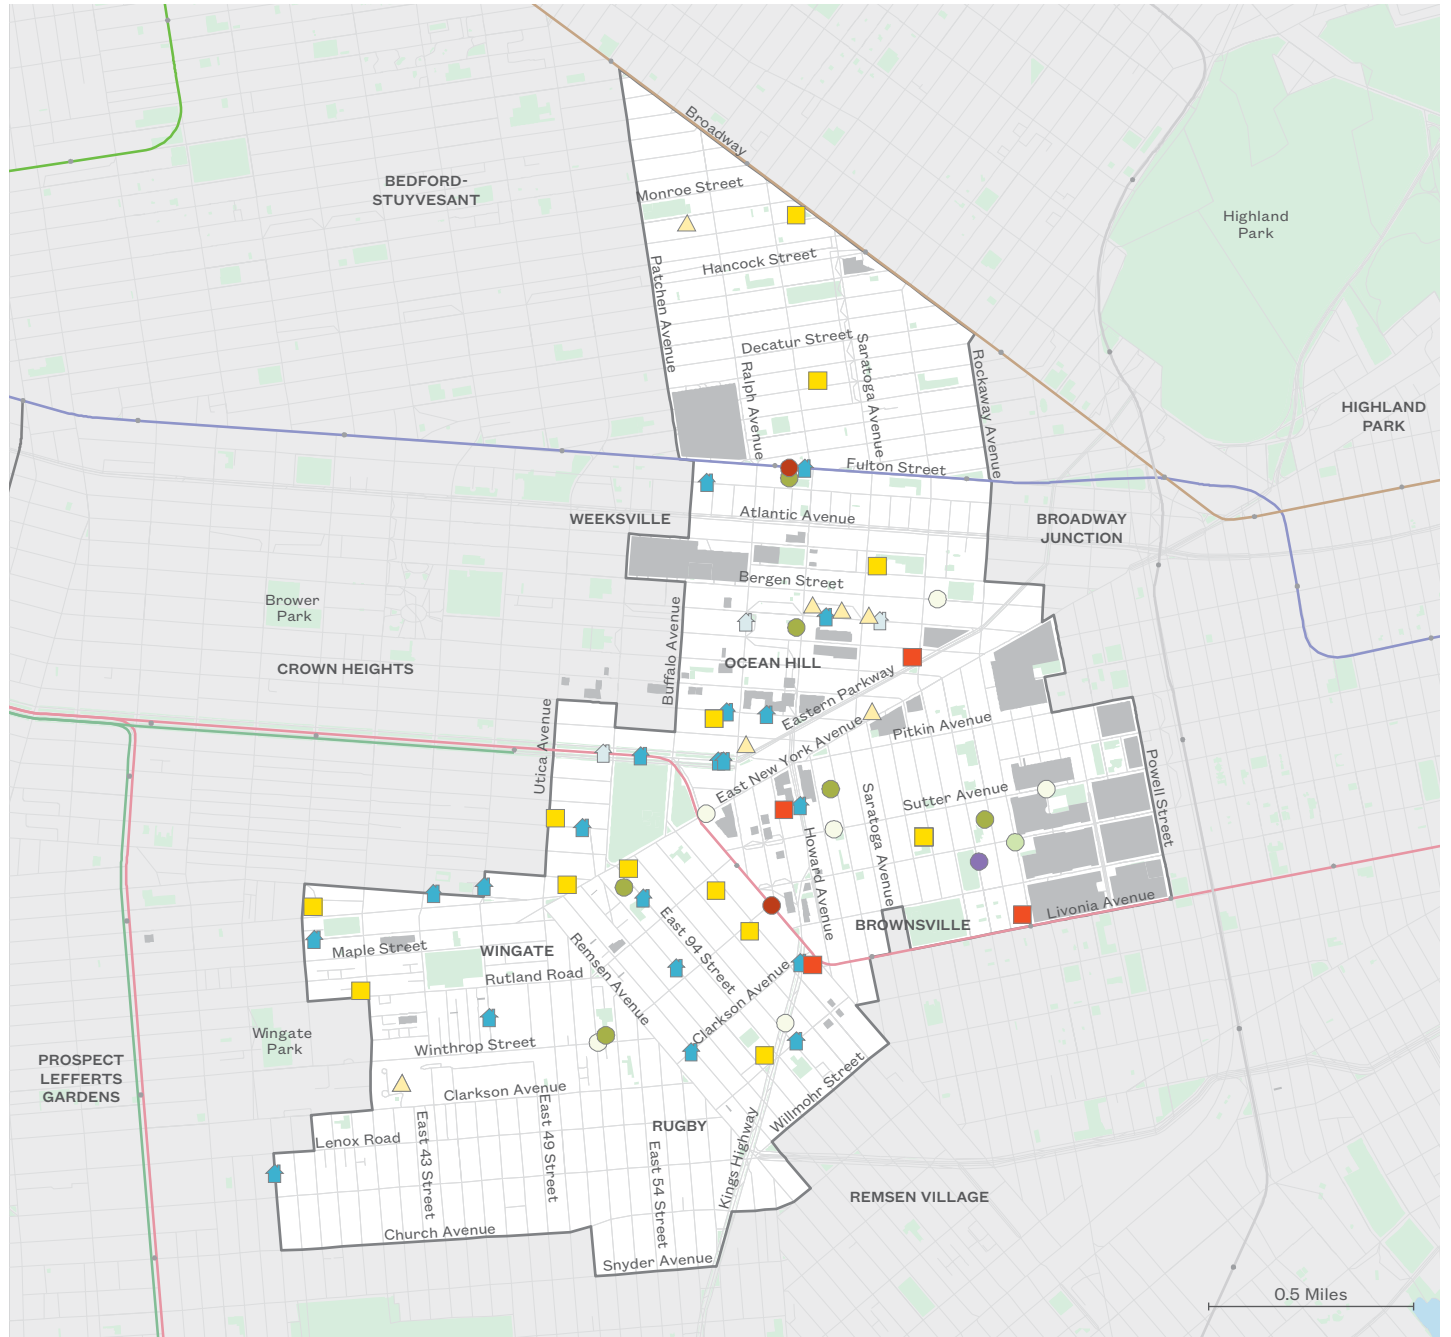 Broadway
BEDFORD-
STUYVESANT
Monroe Street
Highland
Park
Hancock Street
Patchen Avenue
Decatur Street
Saratoga Avenue
Ralph Avenue
Rockaway Avenue
HIGHLAND
PARK
Fulton Street
WEEKSVILLE
Atlantic Avenue
BROADWAY
JUNCTION
Bergen Street
Brower
Park
Buffalo Avenue
CROWN HEIGHTS
OCEAN HILL
Eastern Parkway
Pitkin Avenue
East New York Avenue
Utica Avenue
Powell Street
Sutter Avenue
Saratoga Avenue
Howard Avenue
Livonia Avenue
BROWNSVILLE
East 94 Street
Maple Street
WINGATE
Remsen Avenue
Rutland Road
Clarkson Avenue
Wingate
Park
Winthrop Street
PROSPECT
LEFFERTS
GARDENS
Clarkson Avenue
Willmohr Street
RUGBY
Lenox Road
East 43 Street
East 49 Street
East 54 Street
Kings Highway
REMSEN VILLAGE
Church Avenue
Snyder Avenue
0.5 Miles